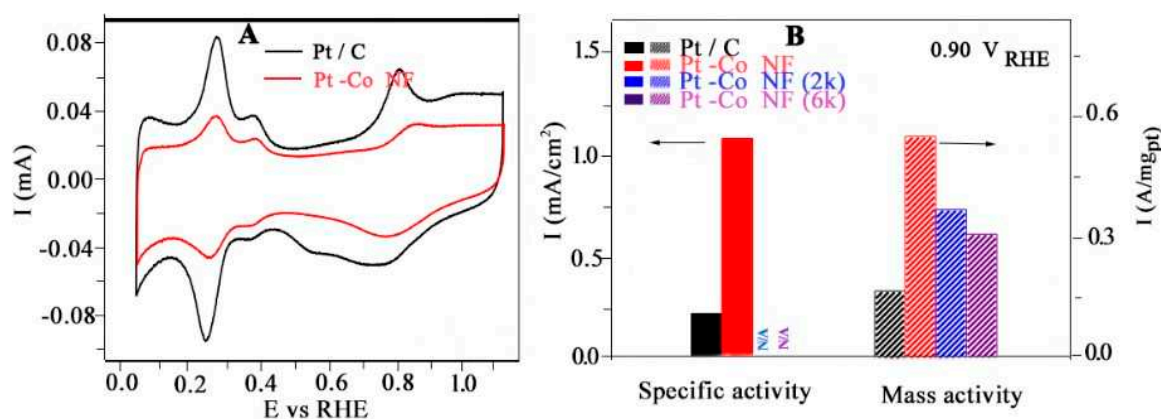 A
Pt / C
Pt -Co NF
0.08
0.04
0.00
-0.04
-0.08
I (mA)
0.0
0.2
0.4
0.6
0.8
1.0
E vs RHE
B
Pt / C
Pt -Co NF
Pt -Co NF (2k)
Pt -Co NF (6k)
0.90 V RHE
1.5
1.0
0.5
0.0
I (mA/cm²)
N/A
N/A
0.6
0.3
0.0
I (A/mgpt)
Specific activity
Mass activity